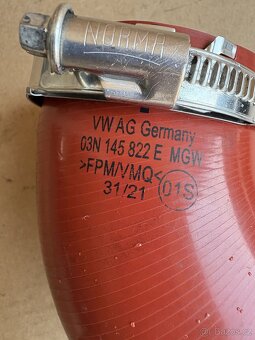 NORMA
VW AG Germany
03N 145 822 E MGW
>FPM/VMQ<
31/21 01S